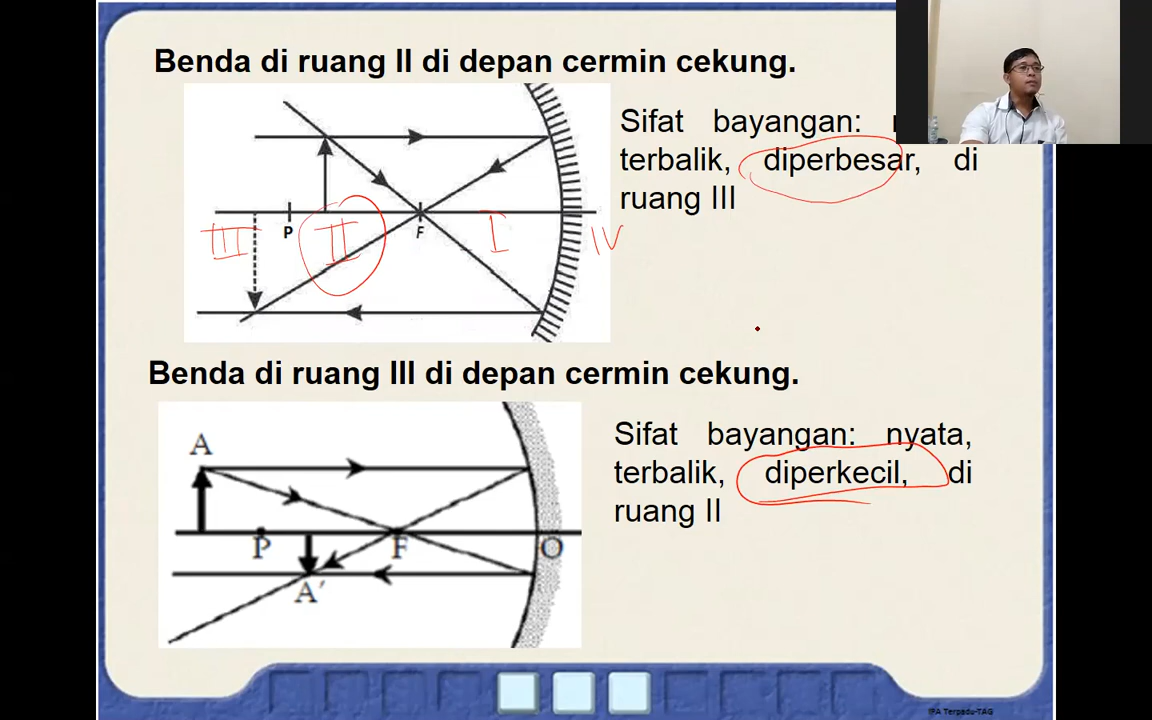 Benda di ruang II di depan cermin cekung.
Sifat bayangan:
terbalik, diperbesar, di
ruang III
P
F
III
II
I
IV
Benda di ruang III di depan cermin cekung.
A
P
F
O
A′
Sifat bayangan: nyata,
terbalik, diperkecil, di
ruang II
IPA Terpadu-TAG